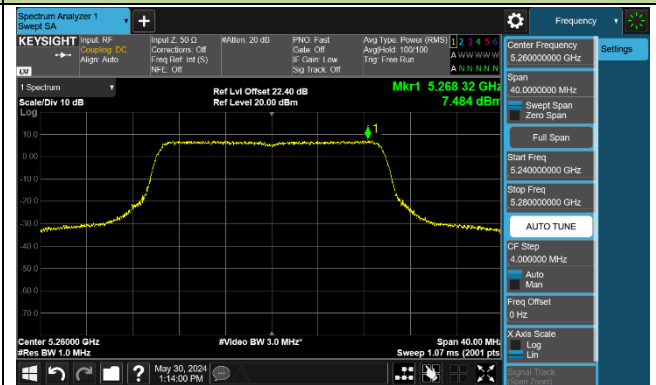 Spectrum Analyzer 1
Swept SA
Frequency
KEYSIGHT
Input: RF
Coupling: DC
Align: Auto
Input Z: 50 Ω
Corrections: Off
Freq Ref: Int (S)
NFE: Off
#Atten: 20 dB
PNO: Fast
Gate: Off
IF Gain: Low
Sig Track: Off
Avg Type: Power (RMS)
Avg|Hold: 100/100
Trig: Free Run
1 2 3 4 5 6
A W W W W W
A N N N N N
LXI
Center Frequency
5.260000000 GHz
Settings
Span
40.0000000 MHz
Swept Span
Zero Span
Full Span
Start Freq
5.240000000 GHz
Stop Freq
5.280000000 GHz
AUTO TUNE
CF Step
4.000000 MHz
Auto
Man
Freq Offset
0 Hz
X Axis Scale
Log
Lin
Signal Track
(Span Zoom)
1 Spectrum
Scale/Div 10 dB
Log
Ref Lvl Offset 22.40 dB
Ref Level 20.00 dBm
Mkr1 5.268 32 GHz
7.484 dBm
1
10.0
0.00
-10.0
-20.0
-30.0
-40.0
-50.0
-60.0
-70.0
Center 5.26000 GHz
#Res BW 1.0 MHz
#Video BW 3.0 MHz*
Span 40.00 MHz
Sweep 1.07 ms (2001 pts)
May 30, 2024
1:14:00 PM